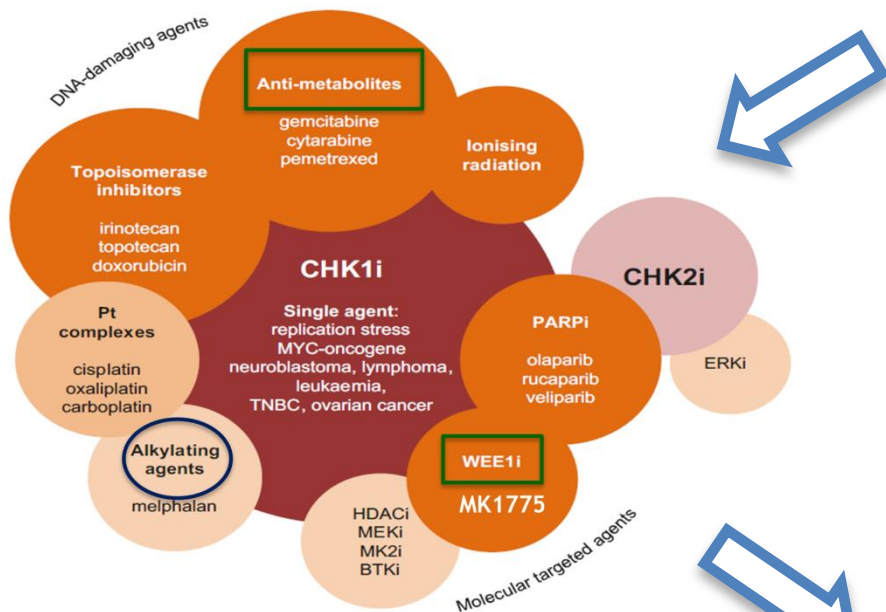 DNA-damaging agents
Anti-metabolites
gemcitabine
cytarabine
pemetrexed
Ionising
radiation
Topoisomerase
inhibitors
irinotecan
topotecan
doxorubicin
CHK1i
Single agent:
replication stress
MYC-oncogene
neuroblastoma, lymphoma,
leukaemia,
TNBC, ovarian cancer
CHK2i
PARPi
olaparib
rucaparib
veliparib
ERKi
Pt
complexes
cisplatin
oxaliplatin
carboplatin
Alkylating
agents
melphalan
WEE1i
MK1775
HDACi
MEKi
MK2i
BTKi
Molecular targeted agents